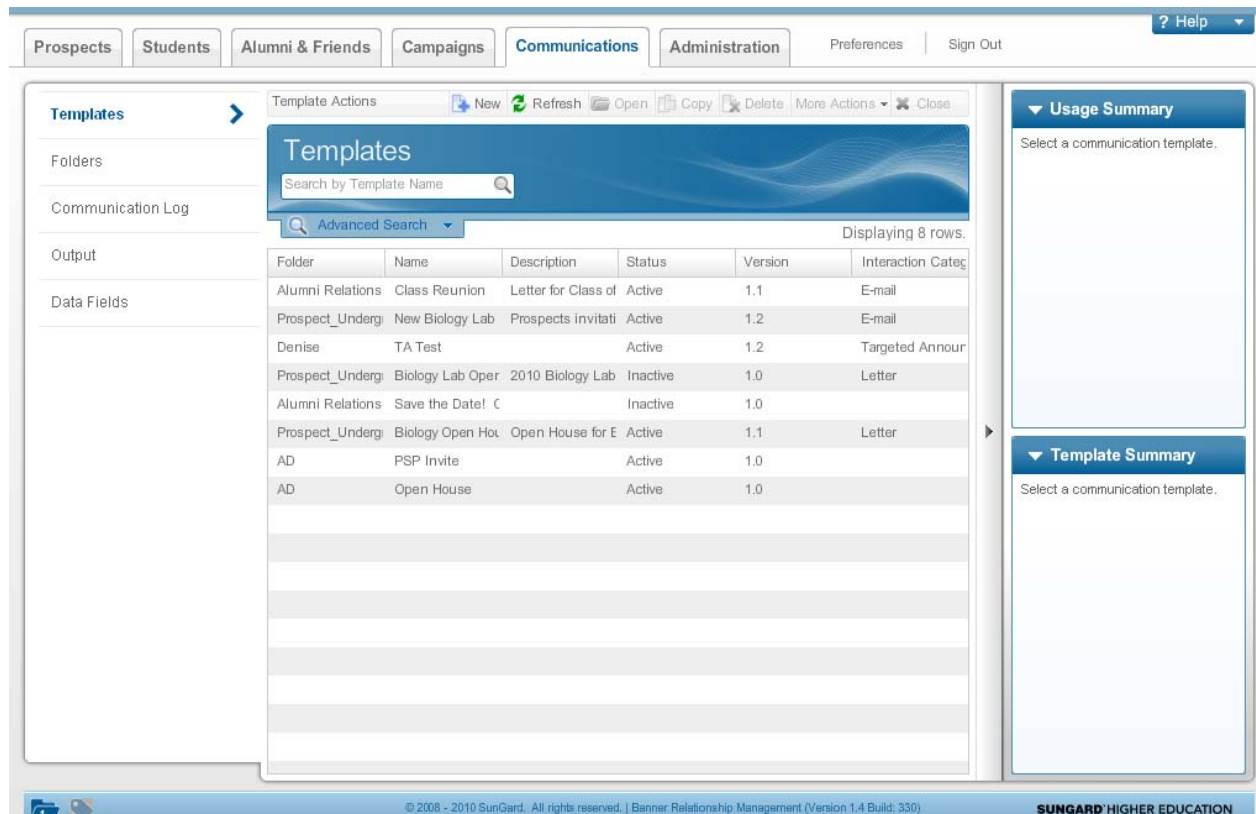 ? Help
Prospects Students Alumni & Friends Campaigns Communications Administration Preferences Sign Out
Templates
Folders
Communication Log
Output
Data Fields
Template Actions New Refresh Open Copy Delete More Actions Close
Templates
Search by Template Name
Advanced Search
Displaying 8 rows.
Folder Name Description Status Version Interaction Categ
Alumni Relations Class Reunion Letter for Class of Active 1.1 E-mail
Prospect_Underg New Biology Lab Prospects invitati Active 1.2 E-mail
Denise TA Test Active 1.2 Targeted Announ
Prospect_Underg Biology Lab Oper 2010 Biology Lab Inactive 1.0 Letter
Alumni Relations Save the Date! Inactive 1.0
Prospect_Underg Biology Open Hou Open House for Active 1.1 Letter
AD PSP Invite Active 1.0
AD Open House Active 1.0
Usage Summary
Select a communication template.
Template Summary
Select a communication template.
© 2008 - 2010 SunGard. All rights reserved. | Banner Relationship Management (Version 1.4 Build: 330)
SUNGARD HIGHER EDUCATION